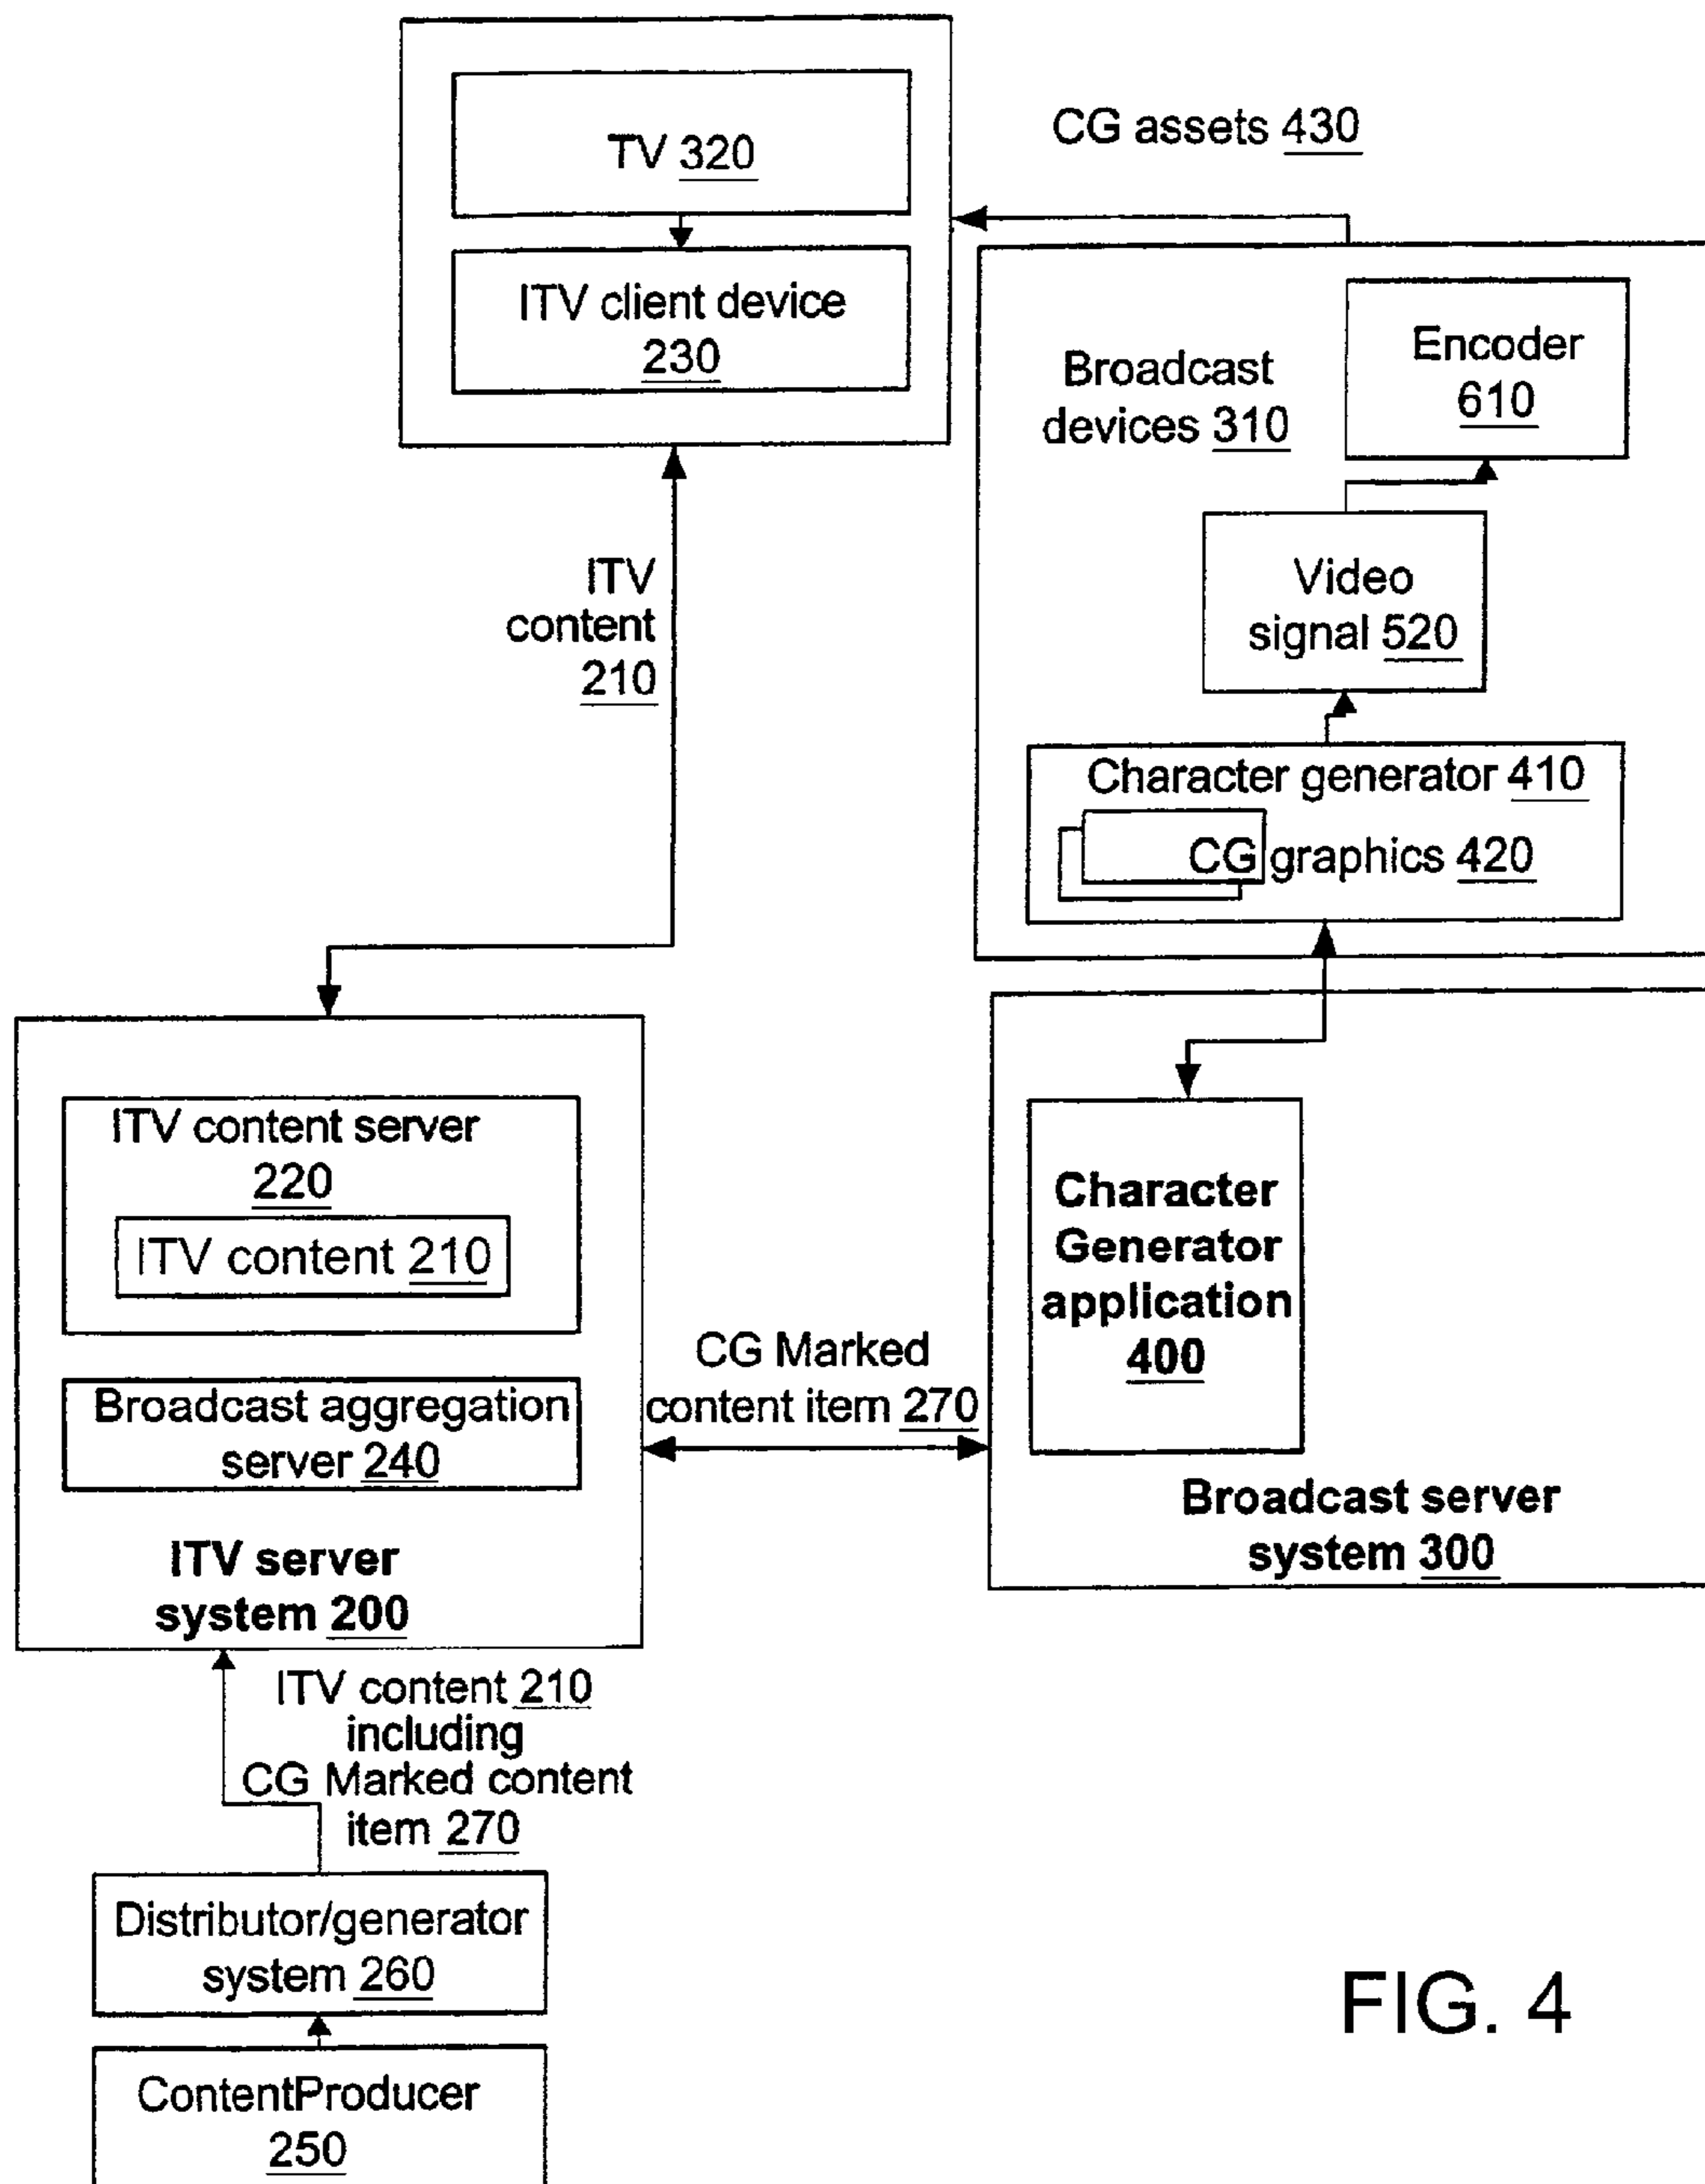 TV 320
ITV client device
230
CG assets 430
Broadcast
devices 310
Encoder
610
Video
signal 520
Character generator 410
CG graphics 420
ITV
content
210
ITV content server
220
ITV content 210
Broadcast aggregation
server 240
ITV server
system 200
CG Marked
content item 270
Character
Generator
application
400
Broadcast server
system 300
ITV content 210
including
CG Marked content
item 270
Distributor/generator
system 260
ContentProducer
250
FIG. 4